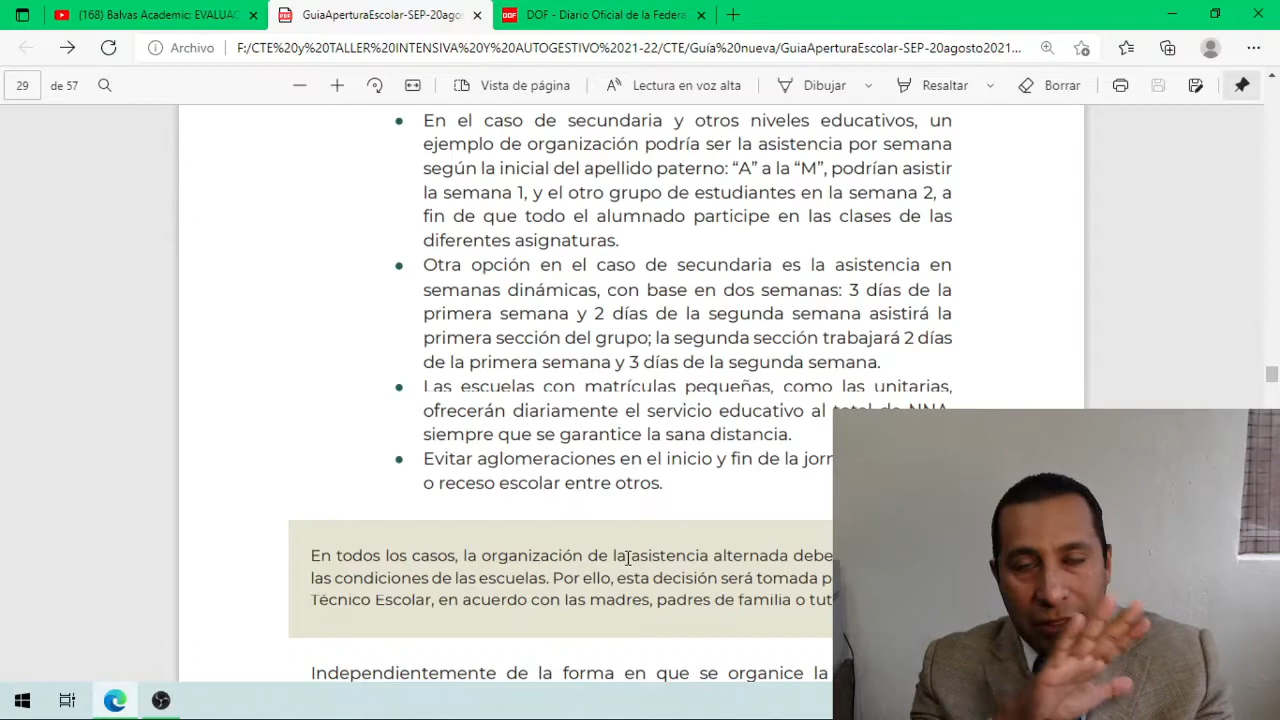 (168) Balvas Academic: EVALUAC
GuiaAperturaEscolar-SEP-20agos
DOF - Diario Oficial de la Federa
Archivo
F:/CTE%20y%20TALLER%20INTENSIVA%20Y%20AUTOGESTIVO%202021-22/CTE/Guía%20nueva/GuiaAperturaEscolar-SEP-20agosto2021...
29 de 57
Vista de página
Lectura en voz alta
Dibujar
Resaltar
Borrar
En el caso de secundaria y otros niveles educativos, un
ejemplo de organización podría ser la asistencia por semana
según la inicial del apellido paterno: “A” a la “M”, podrían asistir
la semana 1, y el otro grupo de estudiantes en la semana 2, a
fin de que todo el alumnado participe en las clases de las
diferentes asignaturas.
Otra opción en el caso de secundaria es la asistencia en
semanas dinámicas, con base en dos semanas: 3 días de la
primera semana y 2 días de la segunda semana asistirá la
primera sección del grupo; la segunda sección trabajará 2 días
de la primera semana y 3 días de la segunda semana.
Las escuelas con matrículas pequeñas, como las unitarias,
ofrecerán diariamente el servicio educativo al total de NNA,
siempre que se garantice la sana distancia.
Evitar aglomeraciones en el inicio y fin de la jorn
o receso escolar entre otros.
En todos los casos, la organización de la asistencia alternada debe
las condiciones de las escuelas. Por ello, esta decisión será tomada p
Técnico Escolar, en acuerdo con las madres, padres de familia o tut
Independientemente de la forma en que se organice la